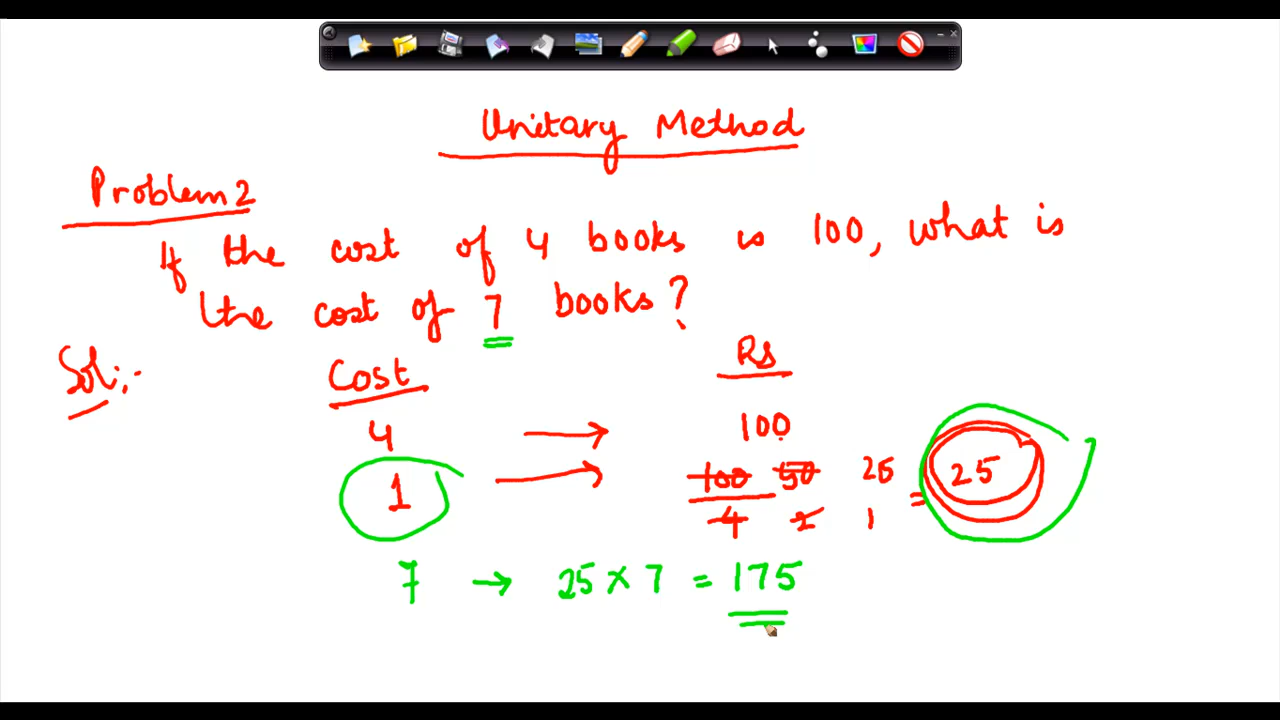 Unitary Method
Problem 2
If the cost of 4 books is 100, what is
the cost of 7 books?
Sol:-
Cost Rs
4 → 100
1 → 100/4 50/2 25/1 = 25
7 → 25 × 7 = 175